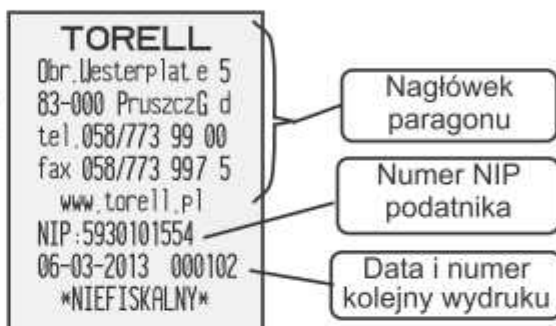 TORELL
Obr.Westerplat e 5
83-000 PruszczG d
tel.058/773 99 00
fax 058/773 997 5
www.torell.pl
NIP:5930101554
06-03-2013 000102
*NIEFISKALNY*
Nagłówek
paragonu
Numer NIP
podatnika
Data i numer
kolejny wydruku